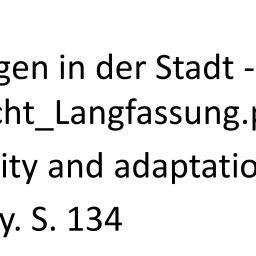 gen in der Stadt -
cht_Langfassung.p
ity and adaptatio
y. S. 134